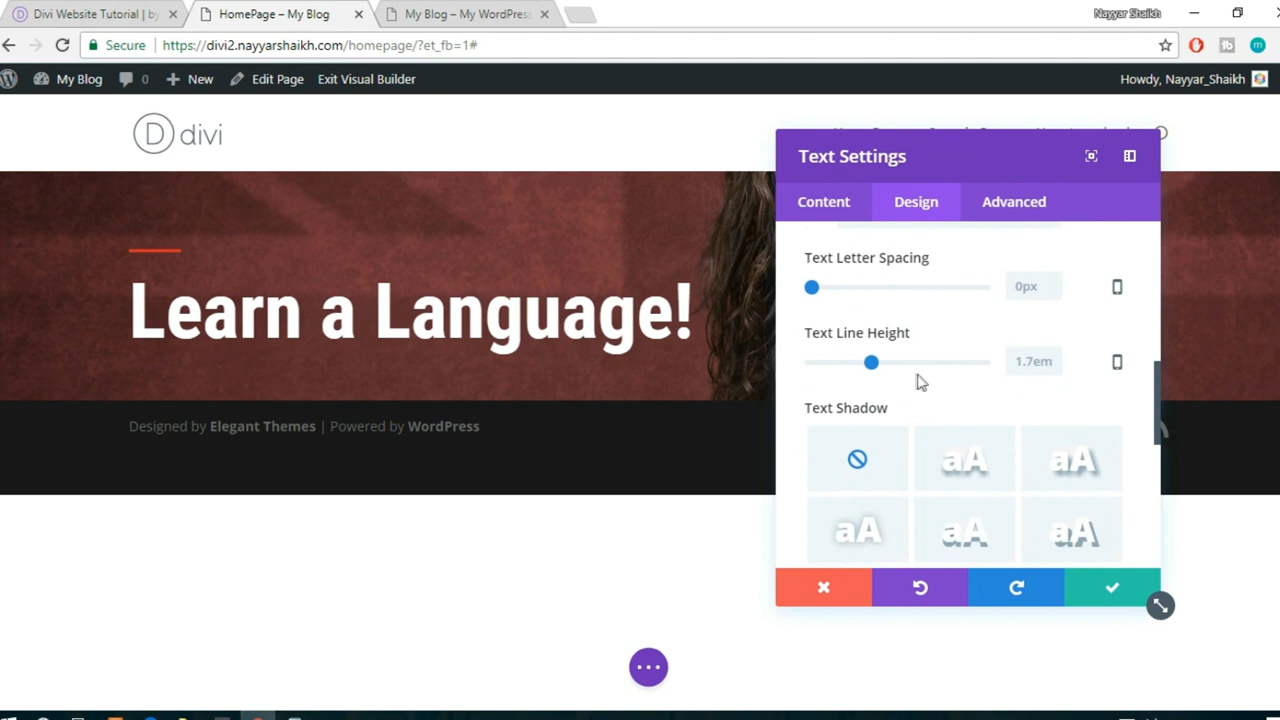 Divi Website Tutorial | by
HomePage – My Blog
My Blog – My WordPress
Nayyar Shaikh
Secure
https://divi2.nayyarshaikh.com/homepage/?et_fb=1#
My Blog
0
New
Edit Page
Exit Visual Builder
Howdy, Nayyar_Shaikh
D divi
Text Settings
Content
Design
Advanced
Text Letter Spacing
0px
Learn a Language!
Text Line Height
1.7em
Text Shadow
Designed by Elegant Themes | Powered by WordPress
aA
aA
aA
aA
aA